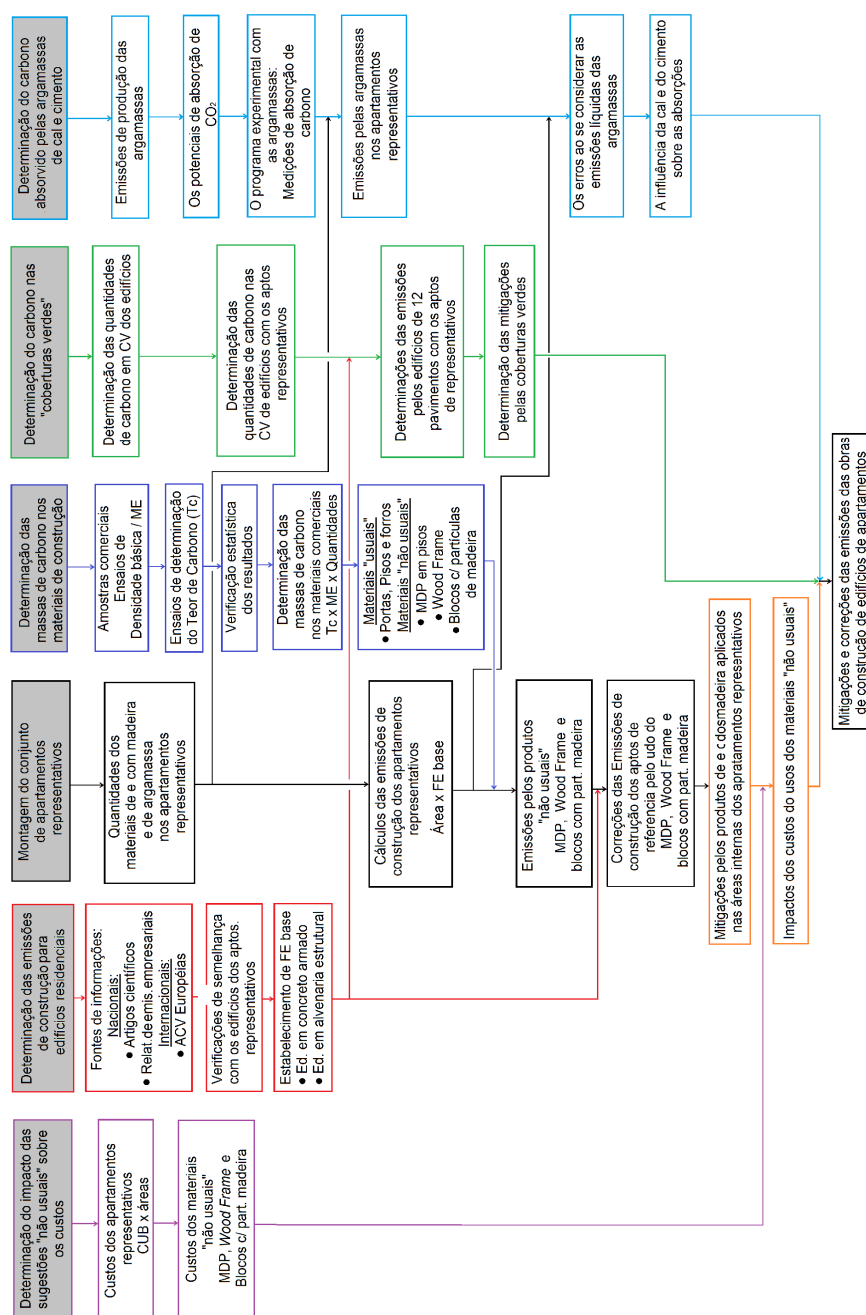 Determinação do impacto das
sugestões "não usuais" sobre
os custos
Custos dos apartamentos
representativos
CUB x áreas
Custos dos materiais
"não usuais"
MDP, Wood Frame e
Blocos c/ part. madeira
Determinação das emissões
de construção para
edifícios residenciais
Fontes de informações:
Nacionais:
● Artigos científicos
● Relat.de emis. empresariais
Internacionais:
● ACV Européias
Verificações de semelhança
com os edifícios dos aptos.
representativos
Estabelecimento de FE base
● Ed. em concreto armado
● Ed. em alvenaria estrutural
Montagem do conjunto
de apartamentos
representativos
Quantidades dos
materiais de e com madeira
e de argamassa
nos apartamentos
representativos
Cálculos das emissões de
construção dos apartamentos
representativos
Área x FE base
Emissões pelos produtos
"não usuais"
MDP, Wood Frame e
blocos com part. madeira
Correções das Emissões de
construção dos aptos de
referencia pelo udo do
MDP, Wood Frame e
blocos com part. madeira
Mitigações pelos produtos de e c dosmadeira aplicados
nas áreas internas dos apratamentos representativos
Impactos dos custos do usos dos materiais "não usuais"
Determinação das
massas de carbono nos
materiais de construção
Amostras comerciais
Ensaios de
Densidade básica / ME
Ensaios de determinação
do Teor de Carbono (Tc)
Verificação estatística
dos resultados
Determinação das
massas de carbono
nos materiais comerciais
Tc x ME x Quantidades
Materiais "usuais"
● Portas, Pisos e forros
Materiais "não usuais"
● MDP em pisos
● Wood Frame
● Blocos c/ partículas
de madeira
Determinação do carbono nas
"coberturas verdes"
Determinação das quantidades
de carbono em CV dos edifícios
Determinação das
quantidades de carbono nas
CV de edifícios com os aptos
representativos
Determinações das emissões
pelos edifícios de 12
pavimentos com os aptos
de representativos
Determinação das mitigações
pelas coberturas verdes
Determinação do carbono
absorvido pelas argamassas
de cal e cimento
Emissões de produção das
argamassas
Os potenciais de absorção de
CO₂
O programa experimental com
as argamassas:
Medições de absorção de
carbono
Emissões pelas argamassas
nos apartamentos
representativos
Os erros ao se considerar as
emissões líquidas das
argamassas
A influência da cal e do cimento
sobre as absorções
Mitigações e correções das emissões das obras
de construção de edifícios de apartamentos